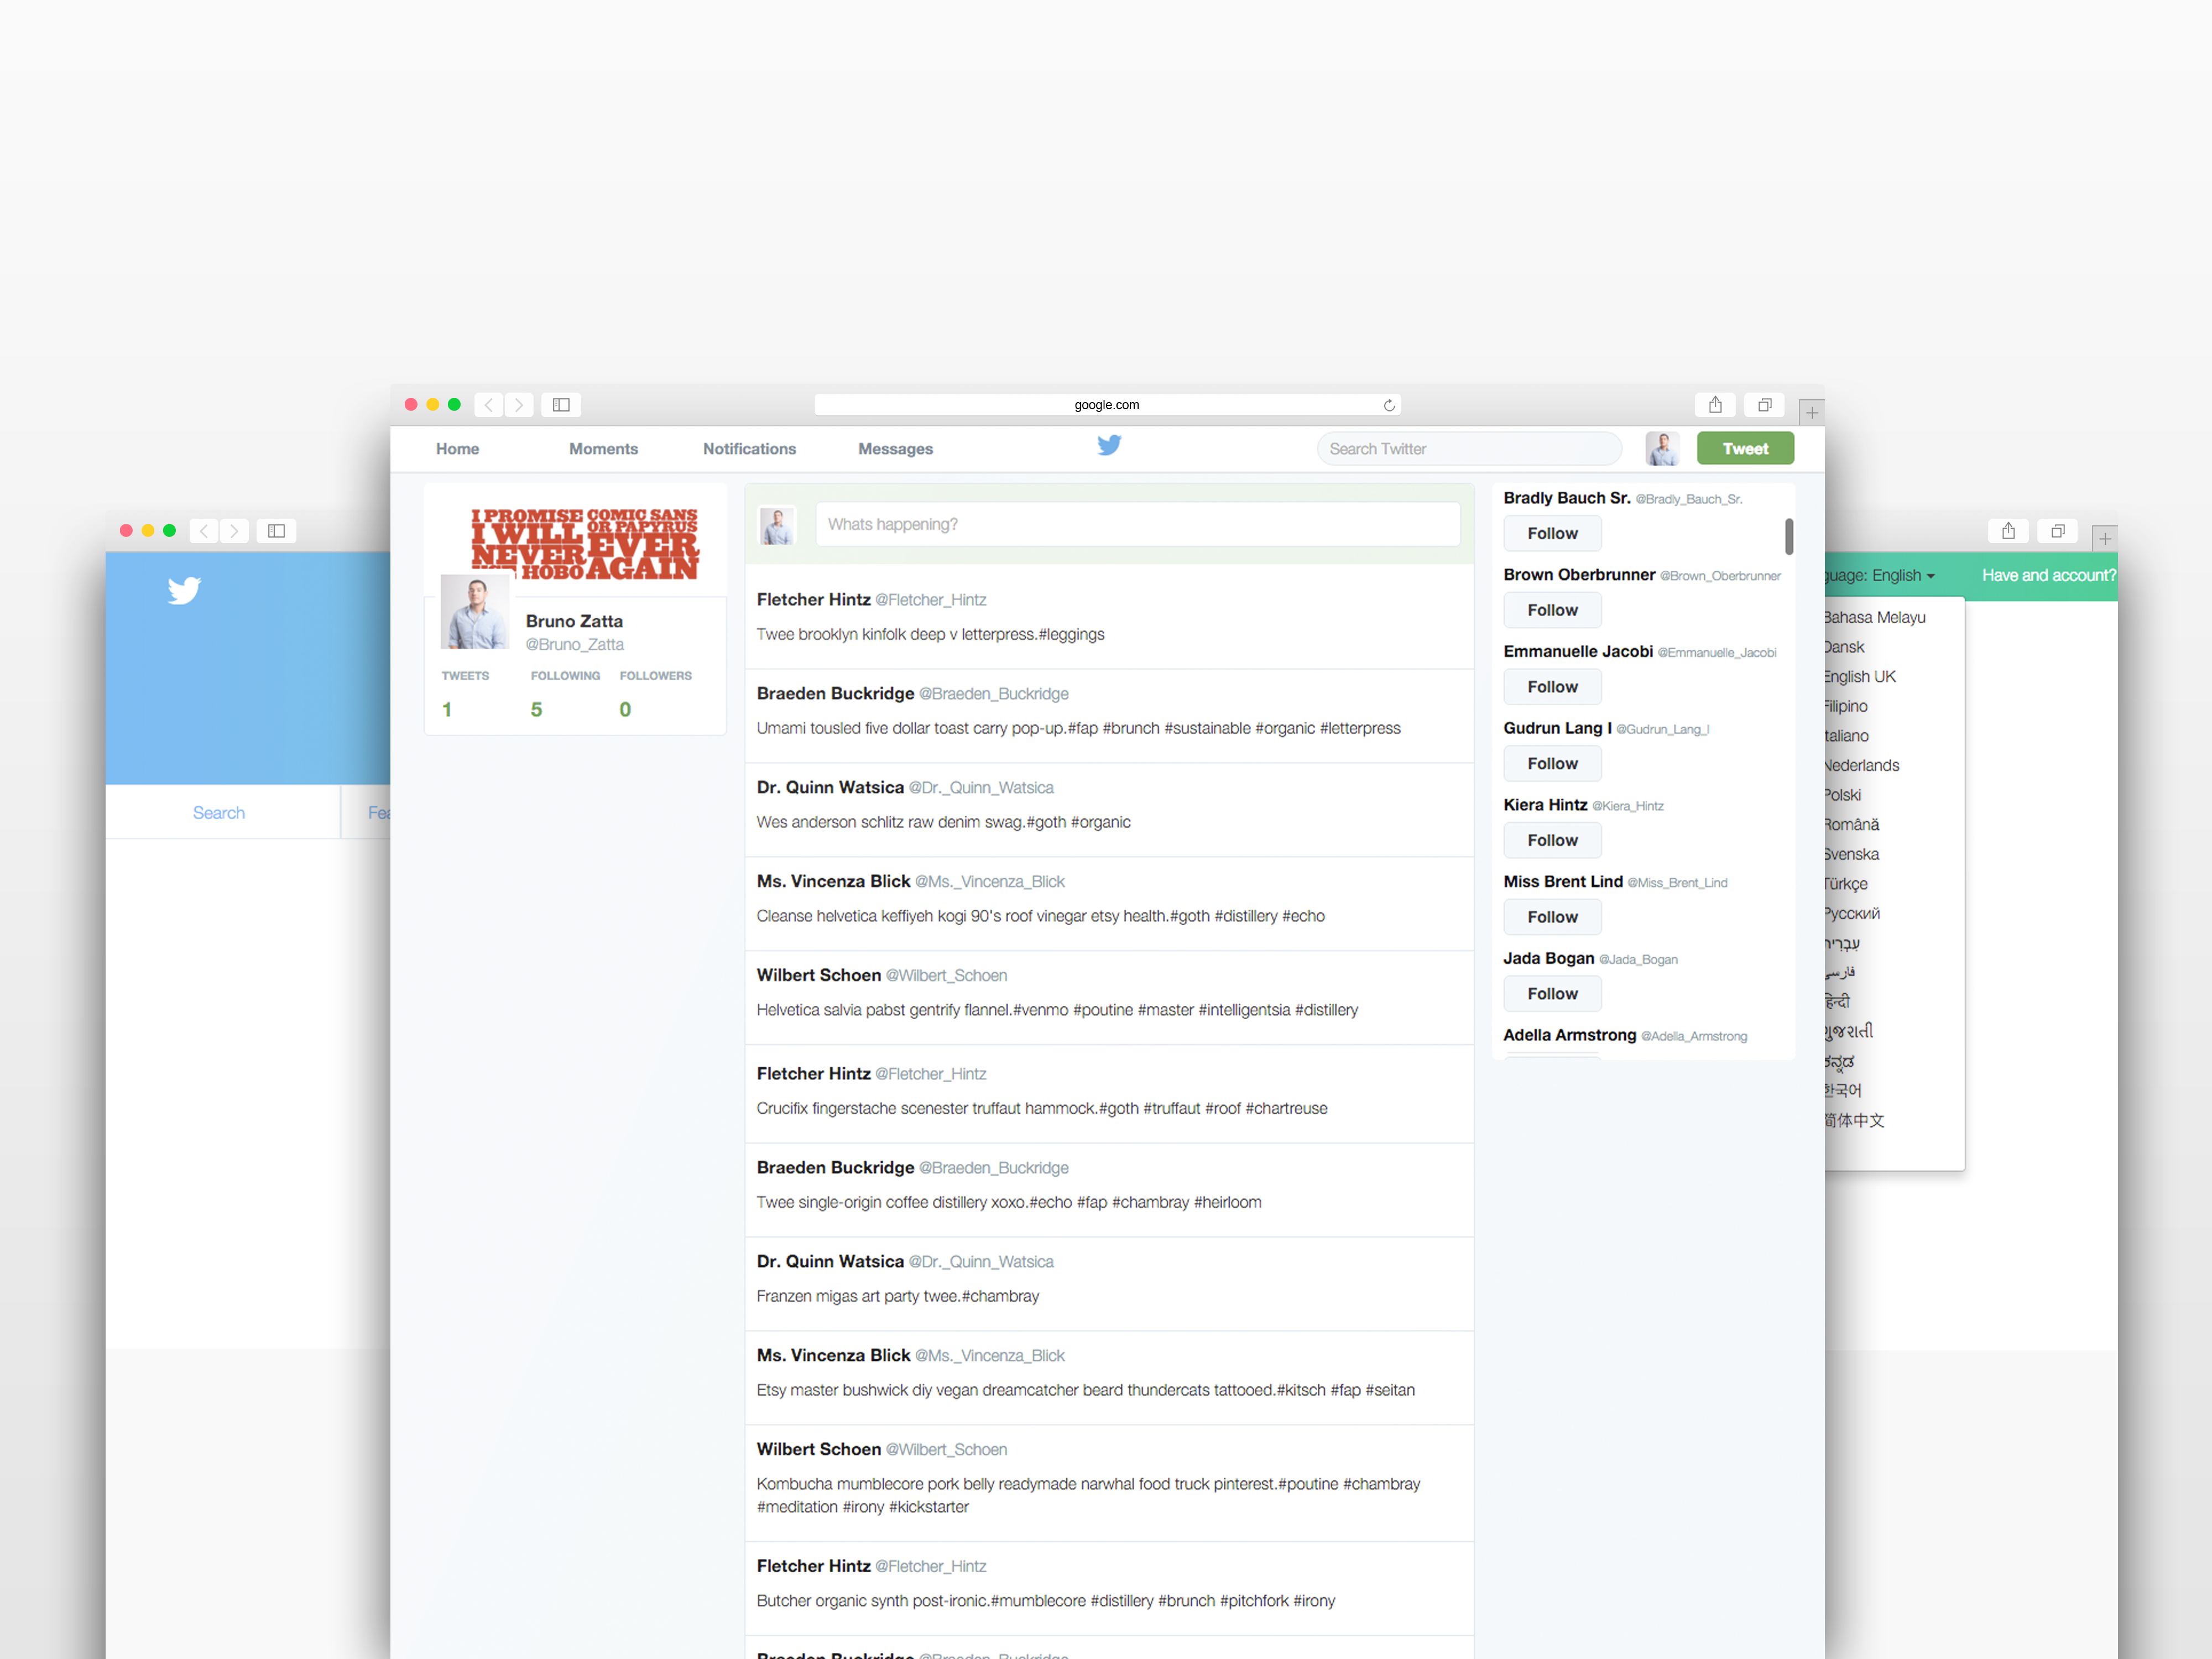 google.com
Home Moments Notifications Messages Search Twitter Tweet
I PROMISE COMIC SANS
I WILL OR PAPYRUS
NEVER EVER
HOBO AGAIN
Bruno Zatta
@Bruno_Zatta
TWEETS FOLLOWING FOLLOWERS
1 5 0
Whats happening?
Fletcher Hintz @Fletcher_Hintz
Twee brooklyn kinfolk deep v letterpress.#leggings
Braeden Buckridge @Braeden_Buckridge
Umami tousled five dollar toast carry pop-up.#fap #brunch #sustainable #organic #letterpress
Dr. Quinn Watsica @Dr._Quinn_Watsica
Wes anderson schlitz raw denim swag.#goth #organic
Ms. Vincenza Blick @Ms._Vincenza_Blick
Cleanse helvetica keffiyeh kogi 90's roof vinegar etsy health.#goth #distillery #echo
Wilbert Schoen @Wilbert_Schoen
Helvetica salvia pabst gentrify flannel.#venmo #poutine #master #intelligentsia #distillery
Fletcher Hintz @Fletcher_Hintz
Crucifix fingerstache scenester truffaut hammock.#goth #truffaut #roof #chartreuse
Braeden Buckridge @Braeden_Buckridge
Twee single-origin coffee distillery xoxo.#echo #fap #chambray #heirloom
Dr. Quinn Watsica @Dr._Quinn_Watsica
Franzen migas art party twee.#chambray
Ms. Vincenza Blick @Ms._Vincenza_Blick
Etsy master bushwick diy vegan dreamcatcher beard thundercats tattooed.#kitsch #fap #seitan
Wilbert Schoen @Wilbert_Schoen
Kombucha mumblecore pork belly readymade narwhal food truck pinterest.#poutine #chambray
#meditation #irony #kickstarter
Fletcher Hintz @Fletcher_Hintz
Butcher organic synth post-ironic.#mumblecore #distillery #brunch #pitchfork #irony
Braeden Buckridge @Braeden_Buckridge
Bradly Bauch Sr. @Bradly_Bauch_Sr.
Follow
Brown Oberbrunner @Brown_Oberbrunner
Follow
Emmanuelle Jacobi @Emmanuelle_Jacobi
Follow
Gudrun Lang I @Gudrun_Lang_I
Follow
Kiera Hintz @Kiera_Hintz
Follow
Miss Brent Lind @Miss_Brent_Lind
Follow
Jada Bogan @Jada_Bogan
Follow
Adella Armstrong @Adella_Armstrong
Search Fea
guage: English Have and account?
Bahasa Melayu
Dansk
English UK
Filipino
Italiano
Nederlands
Polski
Română
Svenska
Türkçe
Русский
עִבְרִית
فارسی
हिन्दी
ગુજરાતી
ಕನ್ನಡ
한국어
简体中文